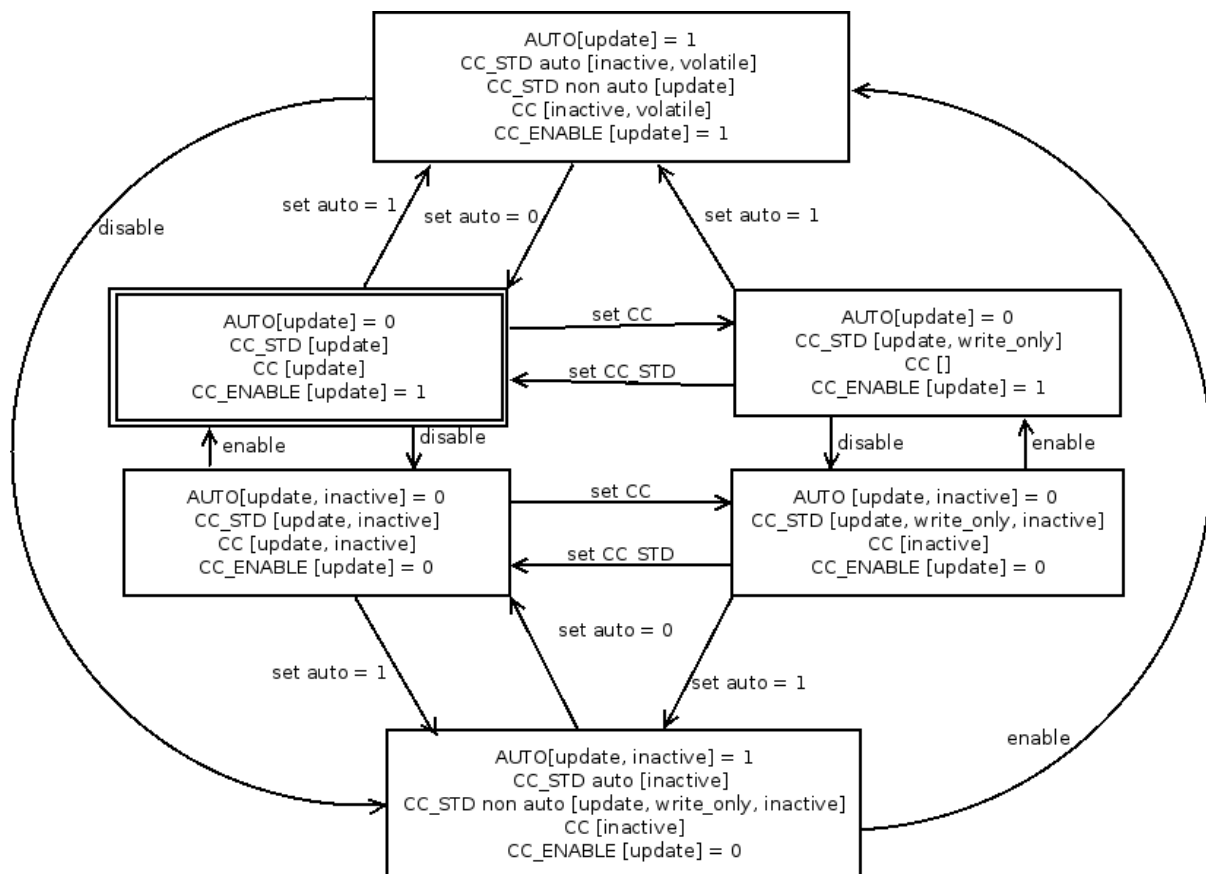 AUTO[update] = 1
CC_STD auto [inactive, volatile]
CC_STD non auto [update]
CC [inactive, volatile]
CC_ENABLE [update] = 1
set auto = 1
set auto = 0
set auto = 1
disable
AUTO[update] = 0
CC_STD [update]
CC [update]
CC_ENABLE [update] = 1
set CC
set CC_STD
AUTO[update] = 0
CC_STD [update, write_only]
CC []
CC_ENABLE [update] = 1
enable
disable
disable
enable
AUTO[update, inactive] = 0
CC_STD [update, inactive]
CC [update, inactive]
CC_ENABLE [update] = 0
set CC
set CC_STD
AUTO [update, inactive] = 0
CC_STD [update, write_only, inactive]
CC [inactive]
CC_ENABLE [update] = 0
set auto = 1
set auto = 0
set auto = 1
enable
AUTO[update, inactive] = 1
CC_STD auto [inactive]
CC_STD non auto [update, write_only, inactive]
CC [inactive]
CC_ENABLE [update] = 0